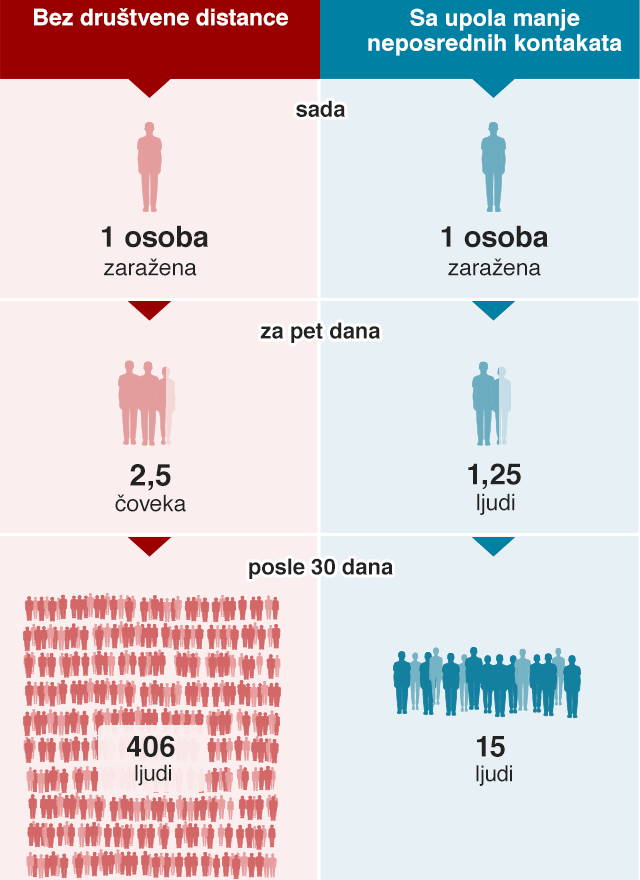 Bez društvene distance
Sa upola manje
neposrednih kontakata
sada
1 osoba
zaražena
1 osoba
zaražena
za pet dana
2,5
čoveka
1,25
ljudi
posle 30 dana
406
ljudi
15
ljudi